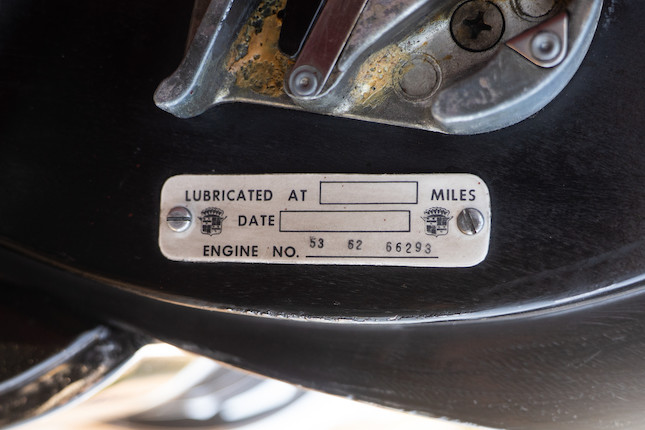 LUBRICATED AT MILES
DATE
ENGINE NO. 53 62 66293